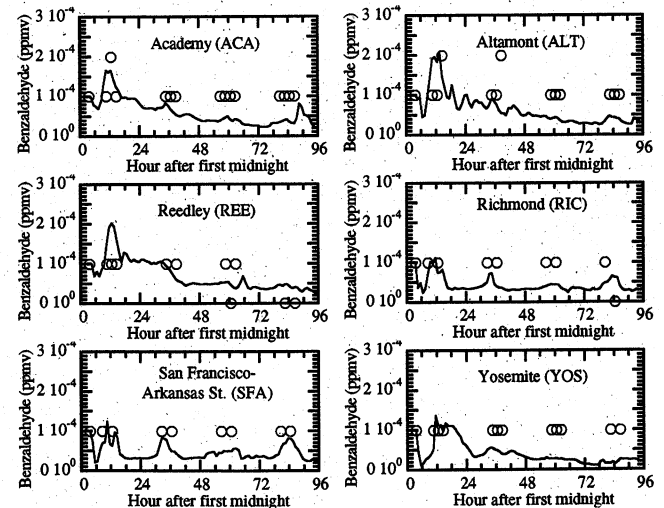 Benzaldehyde (ppmv)
3 10⁻⁴
2 10⁻⁴
1 10⁻⁴
0 10⁰
Academy (ACA)
0 24 48 72 96
Hour after first midnight
Benzaldehyde (ppmv)
3 10⁻⁴
2 10⁻⁴
1 10⁻⁴
0 10⁰
Altamont (ALT)
0 24 48 72 96
Hour after first midnight
Benzaldehyde (ppmv)
3 10⁻⁴
2 10⁻⁴
1 10⁻⁴
0 10⁰
Reedley (REE)
0 24 48 72 96
Hour after first midnight
Benzaldehyde (ppmv)
3 10⁻⁴
2 10⁻⁴
1 10⁻⁴
0 10⁰
Richmond (RIC)
0 24 48 72 96
Hour after first midnight
Benzaldehyde (ppmv)
3 10⁻⁴
2 10⁻⁴
1 10⁻⁴
0 10⁰
San Francisco-
Arkansas St. (SFA)
0 24 48 72 96
Hour after first midnight
Benzaldehyde (ppmv)
3 10⁻⁴
2 10⁻⁴
1 10⁻⁴
0 10⁰
Yosemite (YOS)
0 24 48 72 96
Hour after first midnight